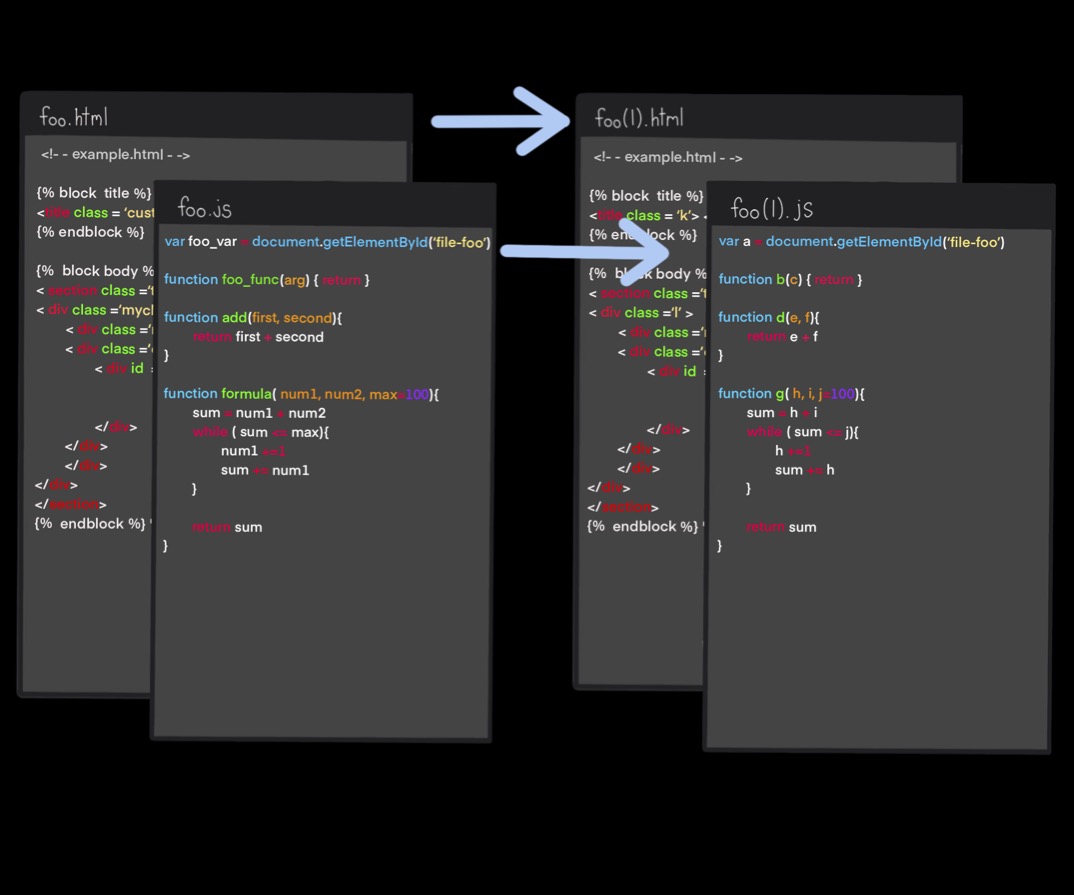 foo.html
<!- - example.html - ->
{% block title %}
<title class = ‘cust
{% endblock %}
{% block body %
< section class =‘t
< div class =‘mycl
< div class =‘
< div class =‘
< div id =
</div>
</div>
</div>
</div>
</section>
{% endblock %}
foo.js
var foo_var = document.getElementById(‘file-foo’)
function foo_func(arg) { return }
function add(first, second){
return first + second
}
function formula( num1, num2, max=100){
sum = num1 + num2
while ( sum <= max){
num1 +=1
sum += num1
}
return sum
}
foo(1).html
<!- - example.html - ->
{% block title %}
<title class = ‘k’> <
{% endblock %}
{% block body %
< section class =‘t
< div class =‘l’ >
< div class =‘
< div class =‘
< div id =
</div>
</div>
</div>
</div>
</section>
{% endblock %}
foo(1).js
var a = document.getElementById(‘file-foo’)
function b(c) { return }
function d(e, f){
return e + f
}
function g( h, i, j=100){
sum = h + i
while ( sum <= j){
h +=1
sum += h
}
return sum
}